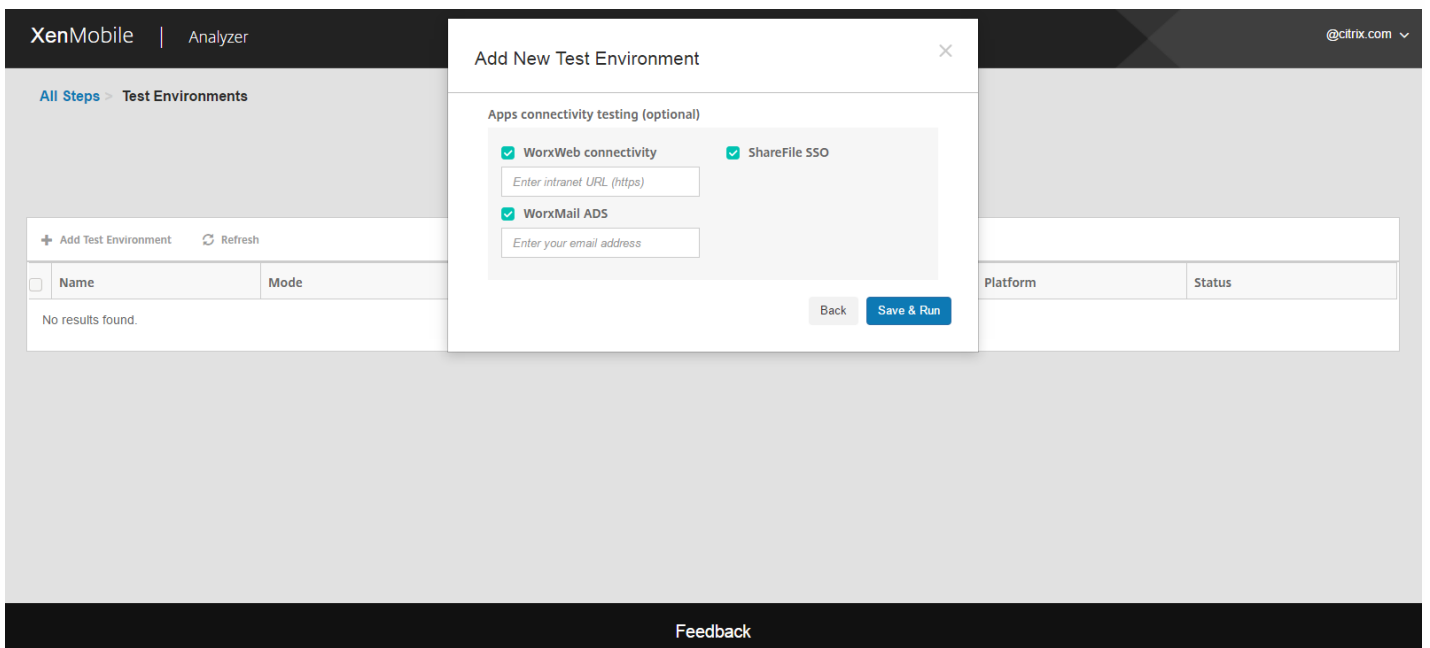 XenMobile | Analyzer
@citrix.com
All Steps > Test Environments
Add New Test Environment
Apps connectivity testing (optional)
WorxWeb connectivity
ShareFile SSO
Enter intranet URL (https)
WorxMail ADS
Enter your email address
Back
Save & Run
Add Test Environment
Refresh
Name
Mode
Platform
Status
No results found.
Feedback